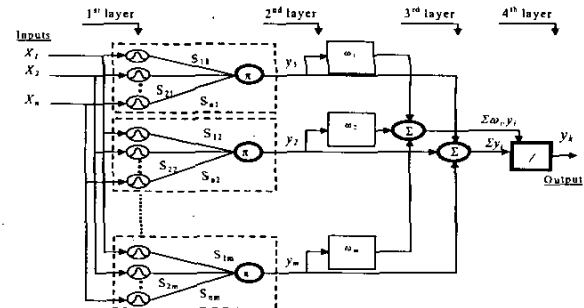 1st layer 2nd layer 3rd layer 4th layer
Inputs
X1
X2
Xn
S11
S21
Sn1
π
y1
ω1
S12
S22
Sn2
π
y2
ω2
Σ
Σωi.yi
Σyi
Σ
/
yk
Output
S1m
S2m
Snm
π
ym
ωm